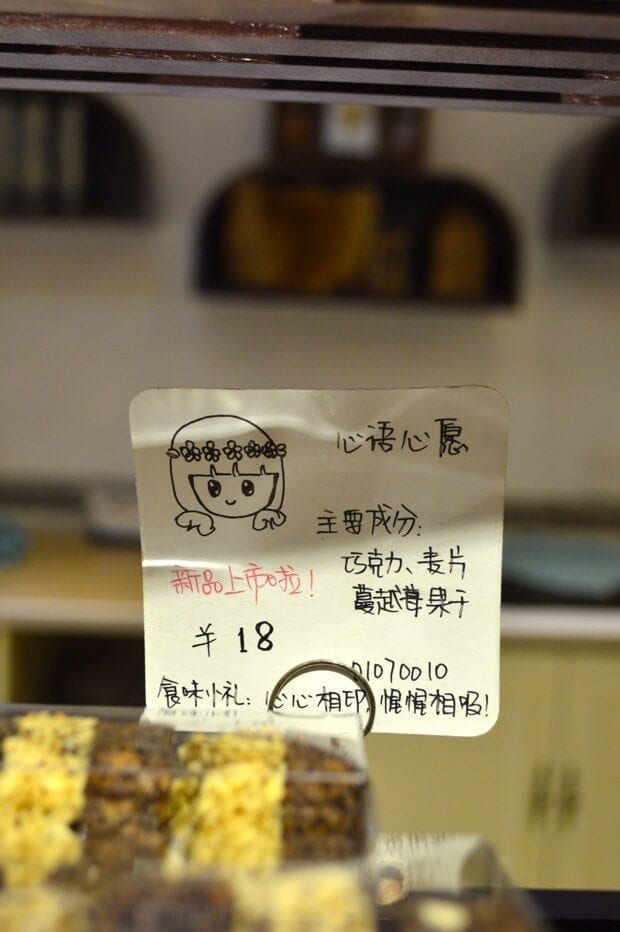 心语心愿
主要成分:
巧克力、麦片
蔓越莓果干
新品上市啦!
¥ 18
01070010
食味小礼: 心心相印, 惺惺相吸!